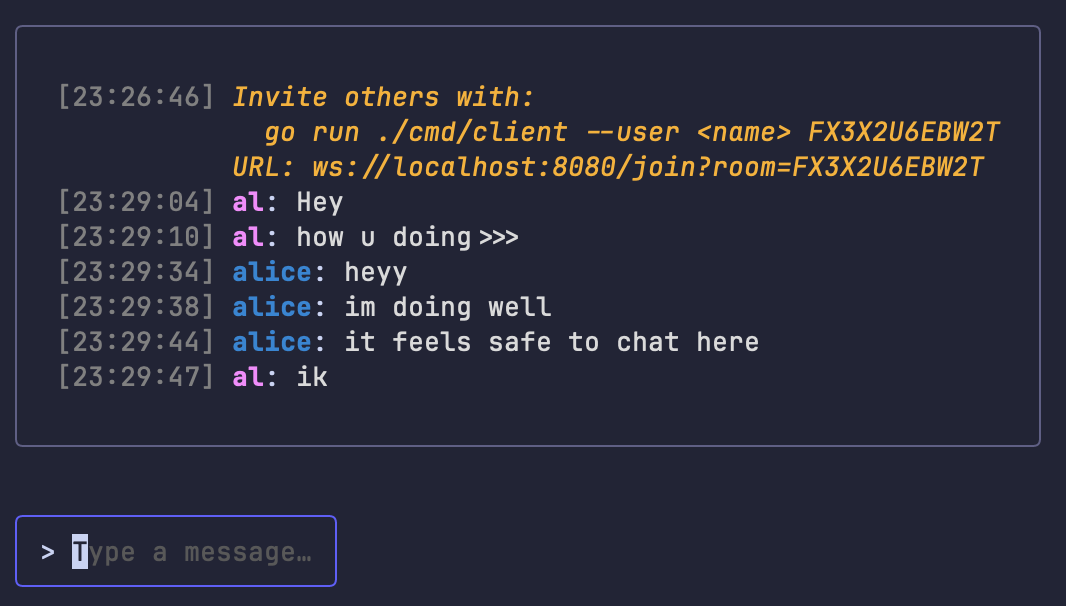 [23:26:46] Invite others with:
go run ./cmd/client --user <name> FX3X2U6EBW2T
URL: ws://localhost:8080/join?room=FX3X2U6EBW2T
[23:29:04] al: Hey
[23:29:10] al: how u doing >>>
[23:29:34] alice: heyy
[23:29:38] alice: im doing well
[23:29:44] alice: it feels safe to chat here
[23:29:47] al: ik
> Type a message…